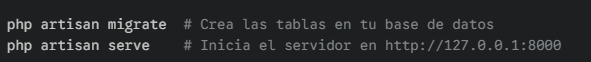 php artisan migrate  # Crea las tablas en tu base de datos
php artisan serve    # Inicia el servidor en http://127.0.0.1:8000